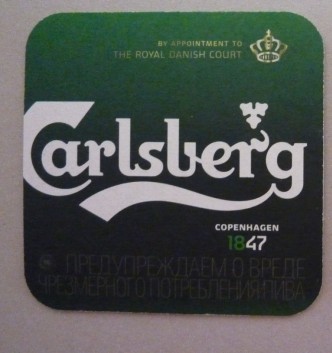 BY APPOINTMENT TO
THE ROYAL DANISH COURT
Carlsberg
COPENHAGEN
1847
ПРЕДУПРЕЖДАЕМ О ВРЕДЕ
ЧРЕЗМЕРНОГО ПОТРЕБЛЕНИЯ ПИВА